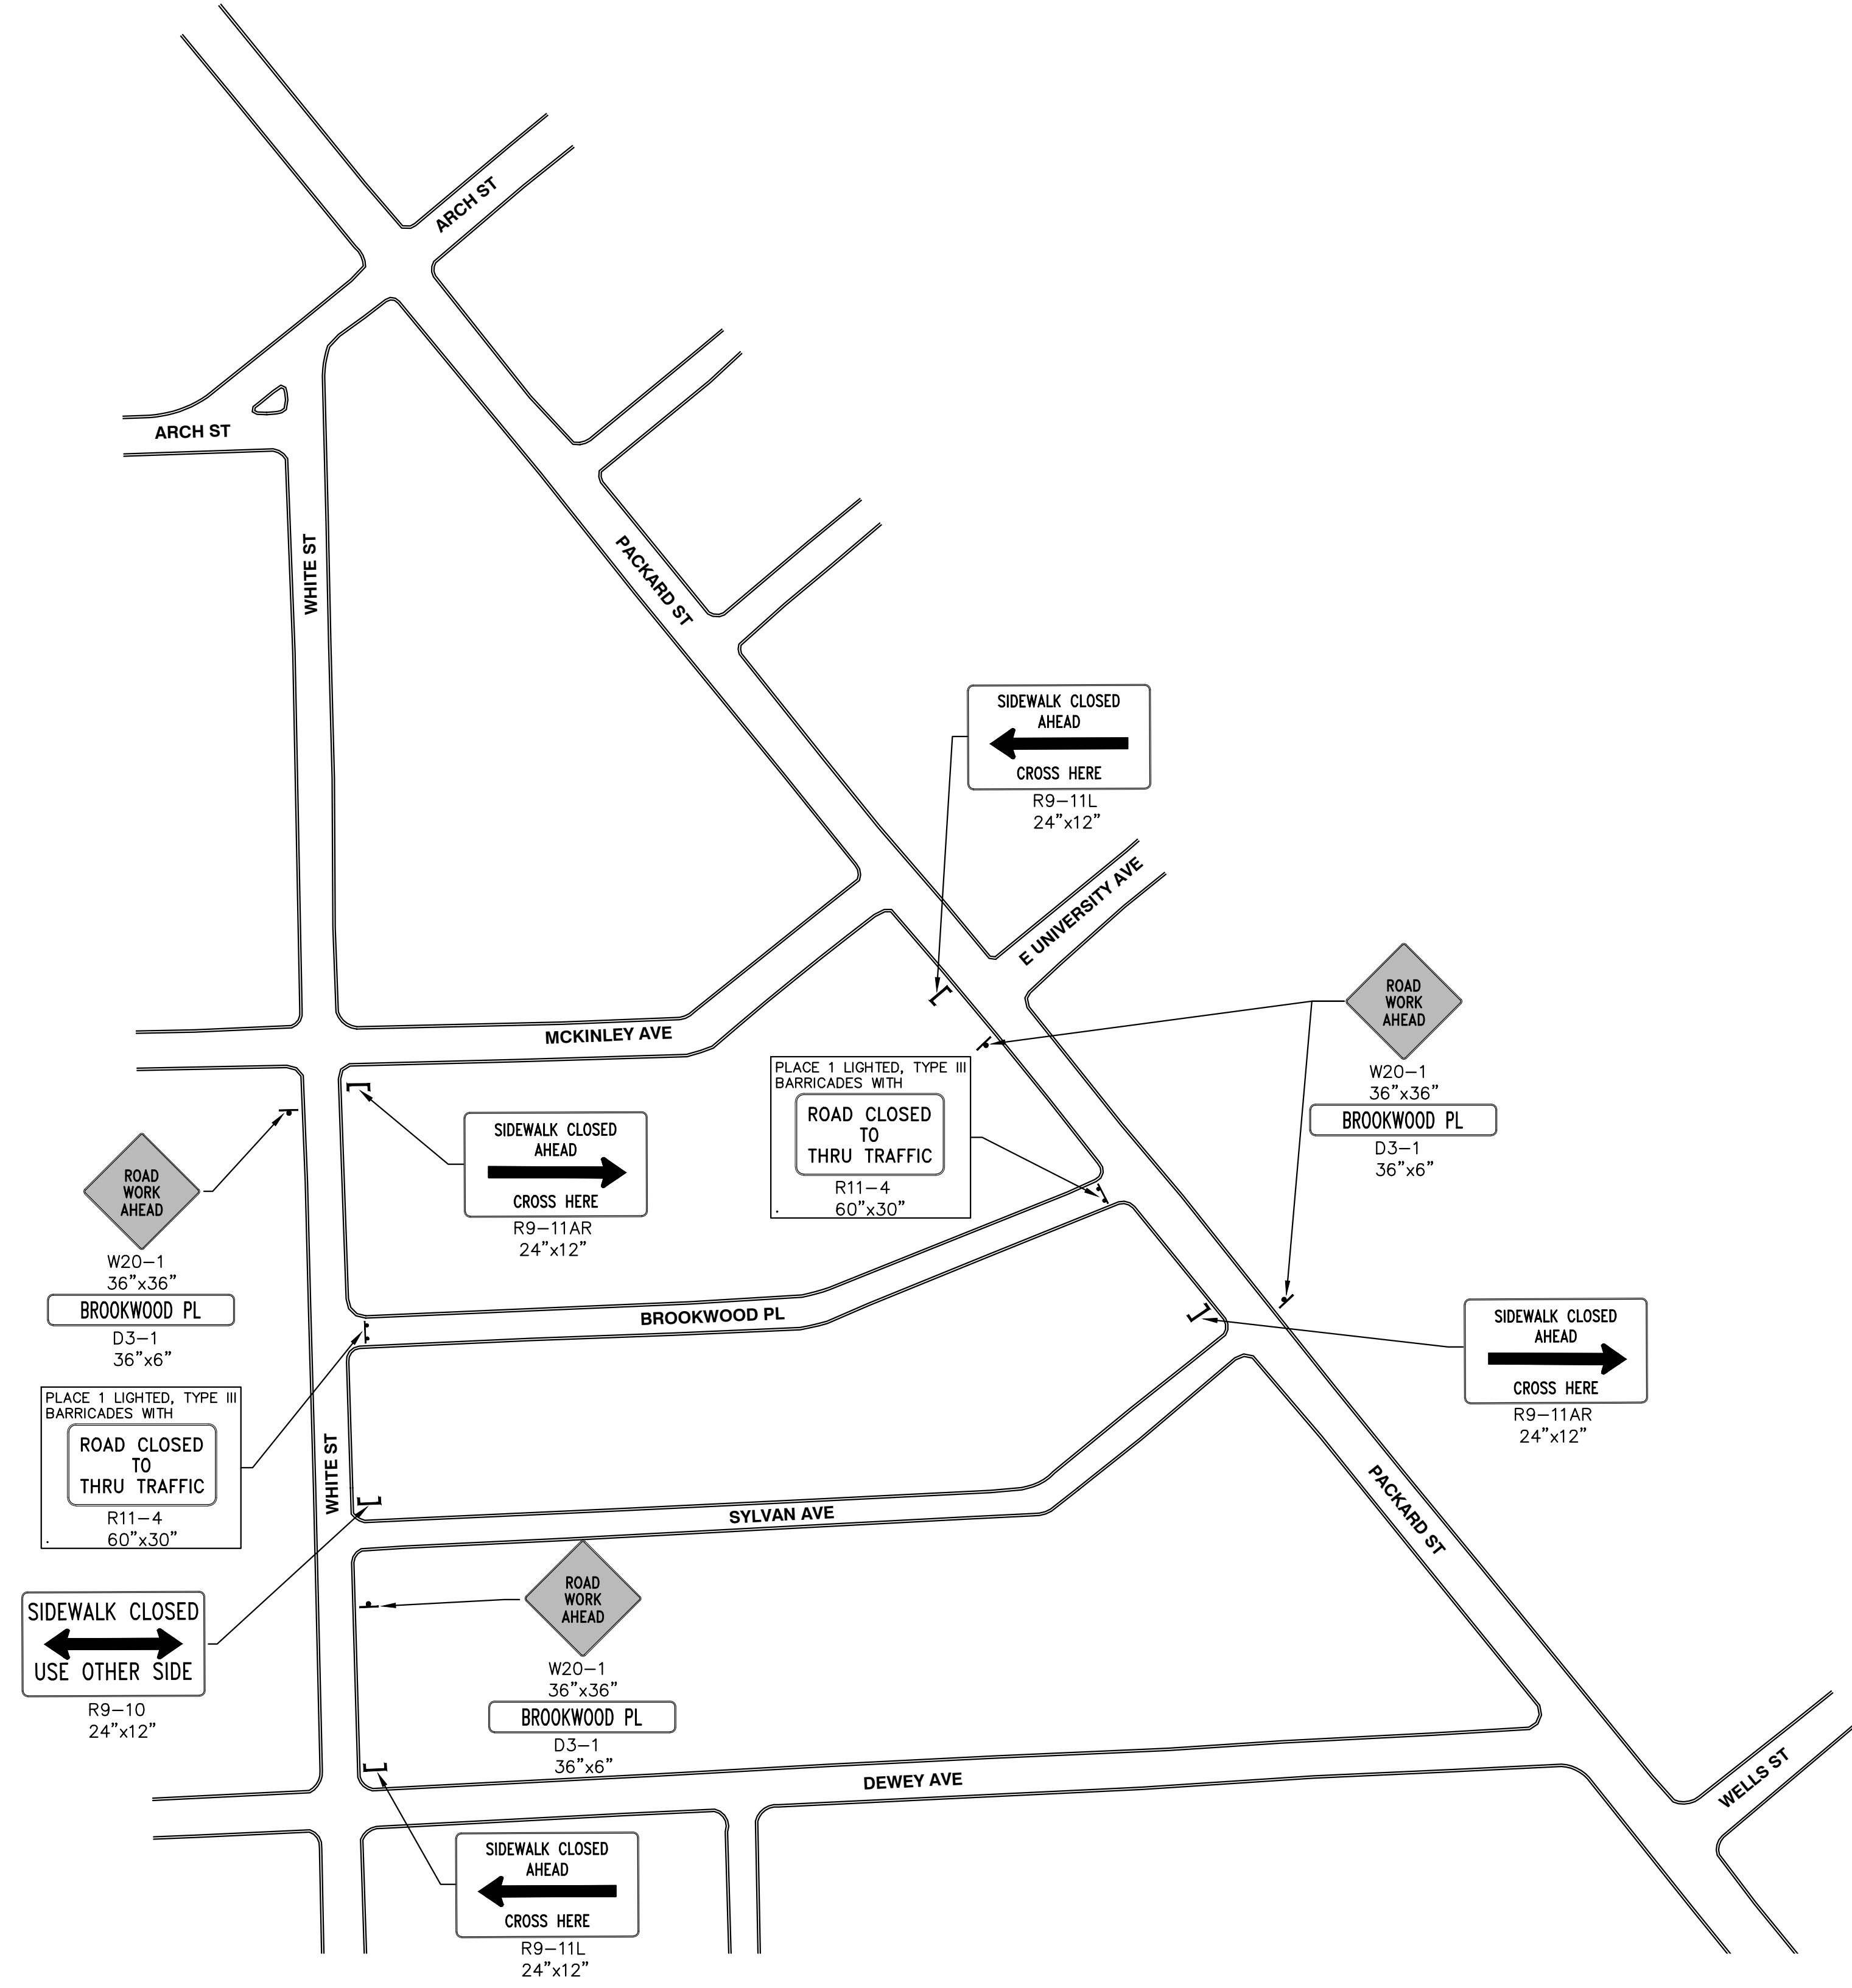 ARCH ST
ARCH ST
WHITE ST
PACKARD ST
SIDEWALK CLOSED
AHEAD
CROSS HERE
R9-11L
24"x12"
E UNIVERSITY AVE
ROAD
WORK
AHEAD
W20-1
36"x36"
BROOKWOOD PL
D3-1
36"x6"
MCKINLEY AVE
PLACE 1 LIGHTED, TYPE III
BARRICADES WITH
ROAD CLOSED
TO
THRU TRAFFIC
R11-4
60"x30"
SIDEWALK CLOSED
AHEAD
CROSS HERE
R9-11AR
24"x12"
ROAD
WORK
AHEAD
W20-1
36"x36"
BROOKWOOD PL
D3-1
36"x6"
BROOKWOOD PL
SIDEWALK CLOSED
AHEAD
CROSS HERE
R9-11AR
24"x12"
PLACE 1 LIGHTED, TYPE III
BARRICADES WITH
ROAD CLOSED
TO
THRU TRAFFIC
R11-4
60"x30"
WHITE ST
SYLVAN AVE
PACKARD ST
SIDEWALK CLOSED
USE OTHER SIDE
R9-10
24"x12"
ROAD
WORK
AHEAD
W20-1
36"x36"
BROOKWOOD PL
D3-1
36"x6"
DEWEY AVE
WELLS ST
SIDEWALK CLOSED
AHEAD
CROSS HERE
R9-11L
24"x12"